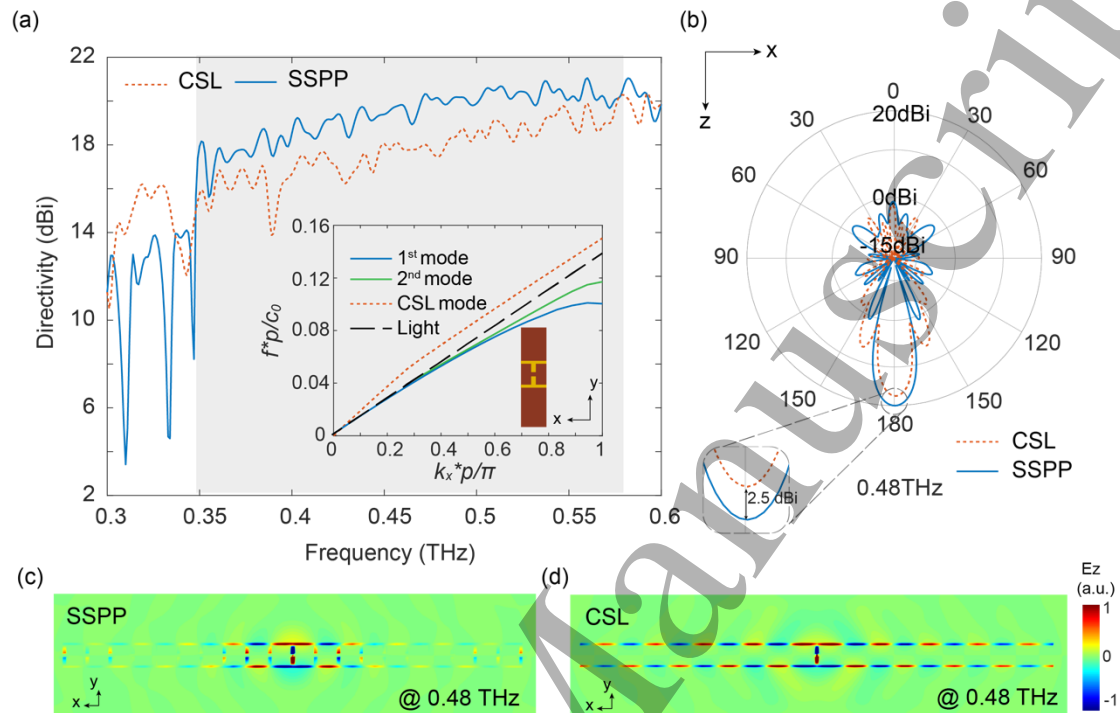 (a)
22
18
14
10
6
2
Directivity (dBi)
CSL SSPP
0.3 0.35 0.4 0.45 0.5 0.55 0.6
Frequency (THz)
0.16
0.12
0.08
0.04
0
f*p/c₀
1ˢᵗ mode
2ⁿᵈ mode
CSL mode
Light
y
x
0 0.2 0.4 0.6 0.8 1
kₓ*p/π
(b)
x
z
0
20dBi
30 30
60 60
0dBi
-15dBi
90 90
120 120
150 150
180
CSL
SSPP
2.5 dBi
0.48THz
(c)
SSPP
y
x
@ 0.48 THz
(d)
CSL
y
x
@ 0.48 THz
Ez
(a.u.)
1
0
-1
Manuscri